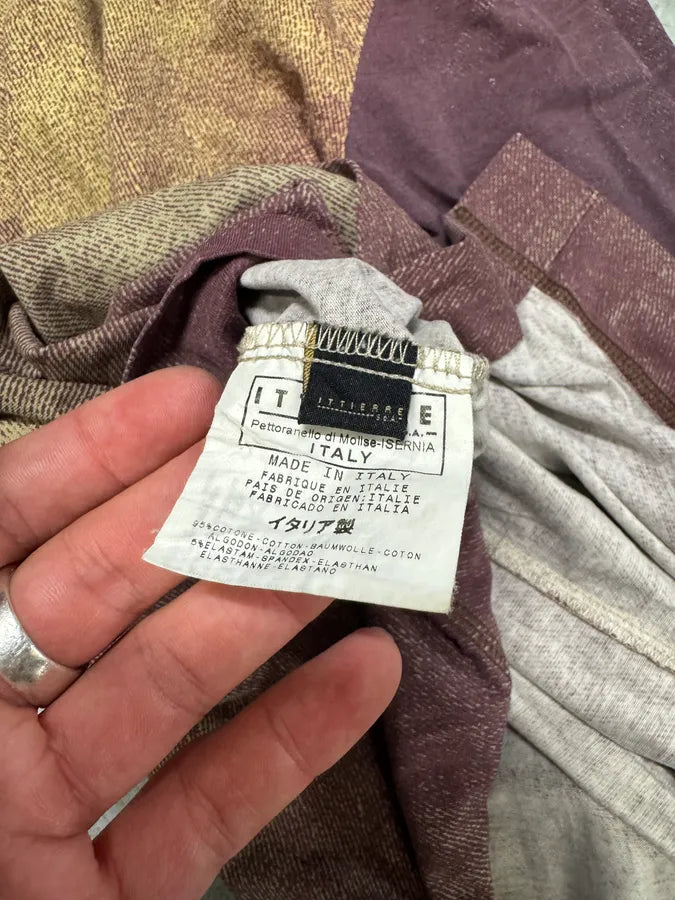 ITTIERRE
S.p.A.
IT
E
.A.
Pettoranello di Molise-ISERNIA
ITALY
MADE IN ITALY
FABRIQUE EN ITALIE
PAIS DE ORIGEN:ITALIE
FABRICADO EN ITALIA
イタリア製
95%COTONE-COTTON-BAUMWOLLE-COTON
ALGODON-ALGODAO
5%ELASTAM-SPANDEX-ELASTHAN
ELASTHANNE-ELASTANO